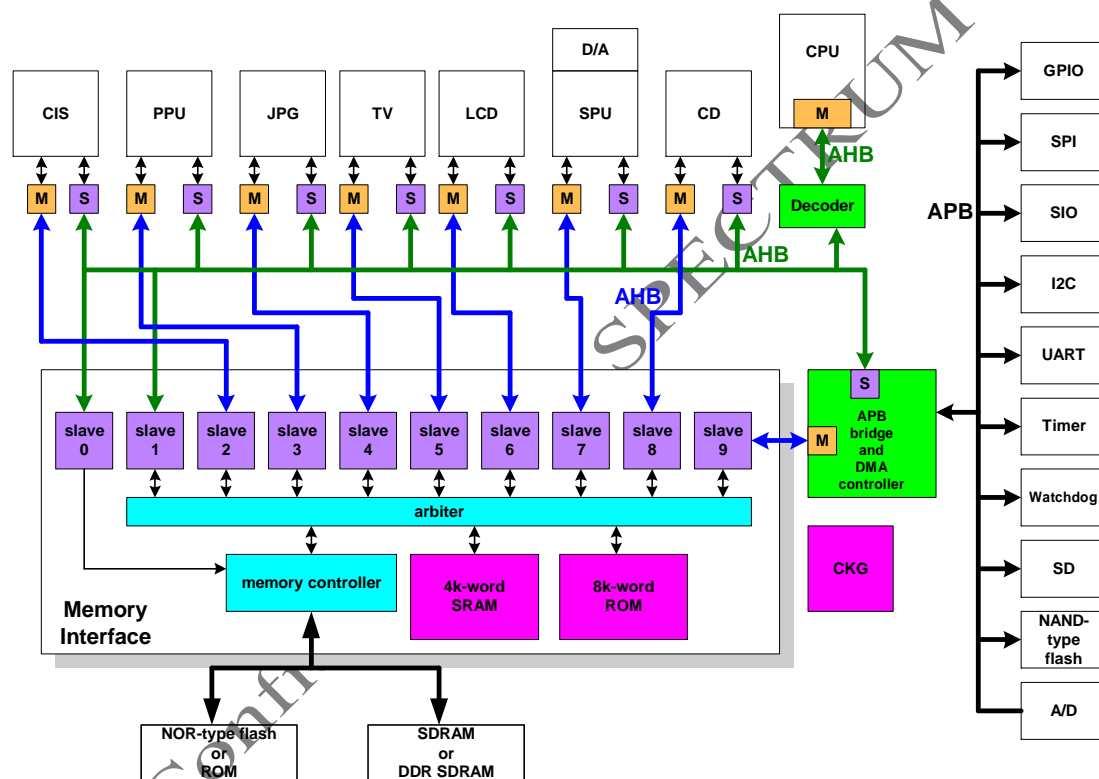 D/A
CPU
CIS
PPU
JPG
TV
LCD
SPU
CD
M
AHB
M
S
M
S
M
S
M
S
M
S
M
S
M
S
Decoder
AHB
AHB
SPECTRUM
APB
GPIO
SPI
SIO
I2C
UART
Timer
Watchdog
SD
NAND-
type
flash
A/D
slave
0
slave
1
slave
2
slave
3
slave
4
slave
5
slave
6
slave
7
slave
8
slave
9
S
M
APB
bridge
and
DMA
controller
arbiter
memory controller
4k-word
SRAM
8k-word
ROM
CKG
Memory
Interface
NOR-type flash
or
ROM
SDRAM
or
DDR SDRAM